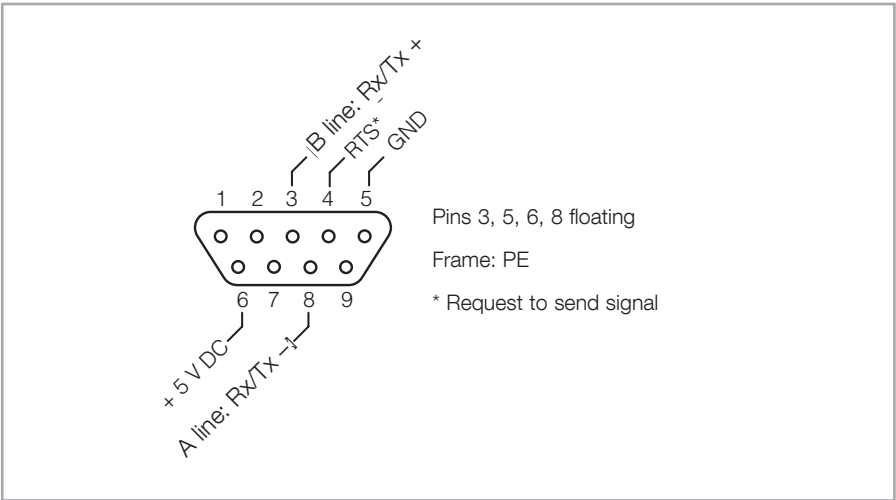 B line: Rx/Tx +
RTS*
GND
1 2 3 4 5
Pins 3, 5, 6, 8 floating
Frame: PE
* Request to send signal
6 7 8 9
+ 5 V DC
A line: Rx/Tx –